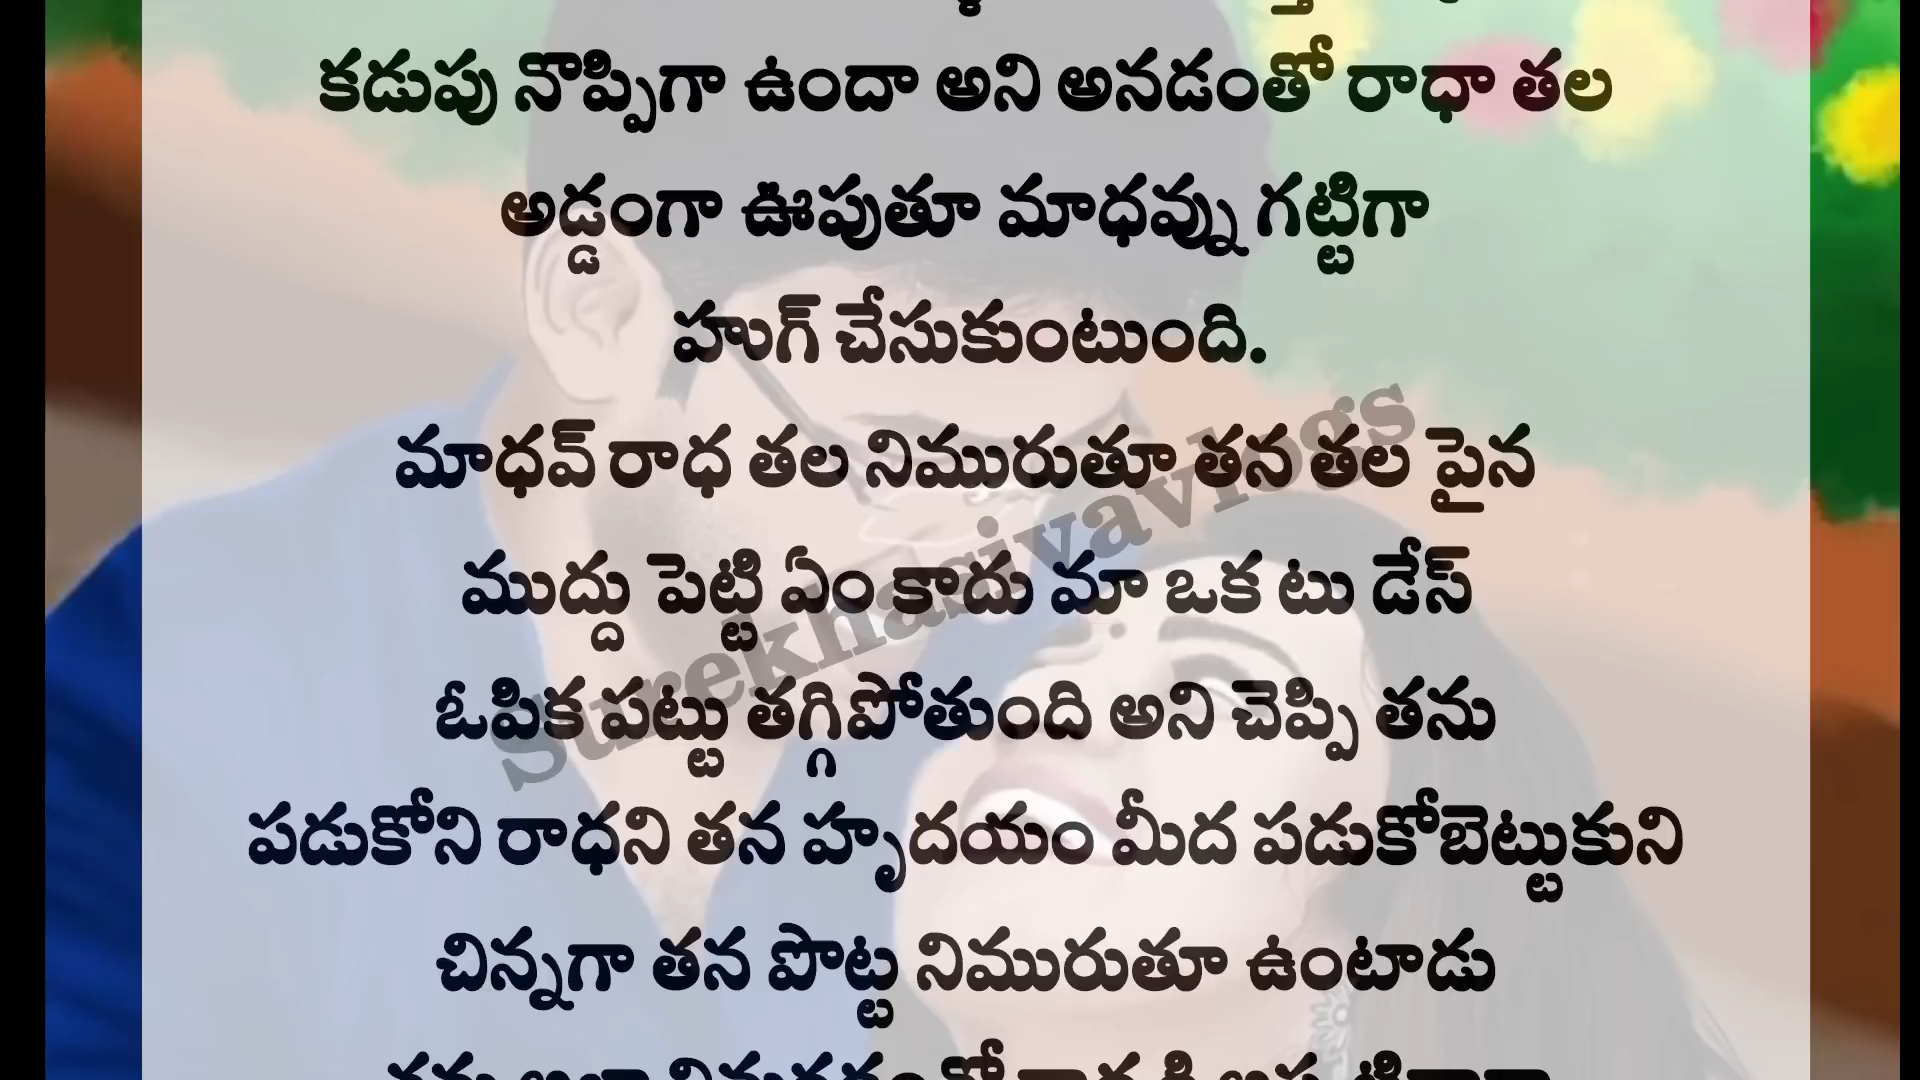 కడుపు నొప్పిగా ఉందా అని అనడంతో రాధా తల
అడ్డంగా ఊపుతూ మాధవ్ను గట్టిగా
హుగ్ చేసుకుంటుంది.
మాధవ్ రాధ తల నిమురుతూ తన తల పైన
ముద్దు పెట్టి ఏం కాదు మా ఒక టు డేస్
ఓపిక పట్టు తగ్గిపోతుంది అని చెప్పి తను
పడుకోని రాధని తన హృదయం మీద పడుకోబెట్టుకుని
చిన్నగా తన పొట్ట నిమురుతూ ఉంటాడు
Surekhasivavlogs